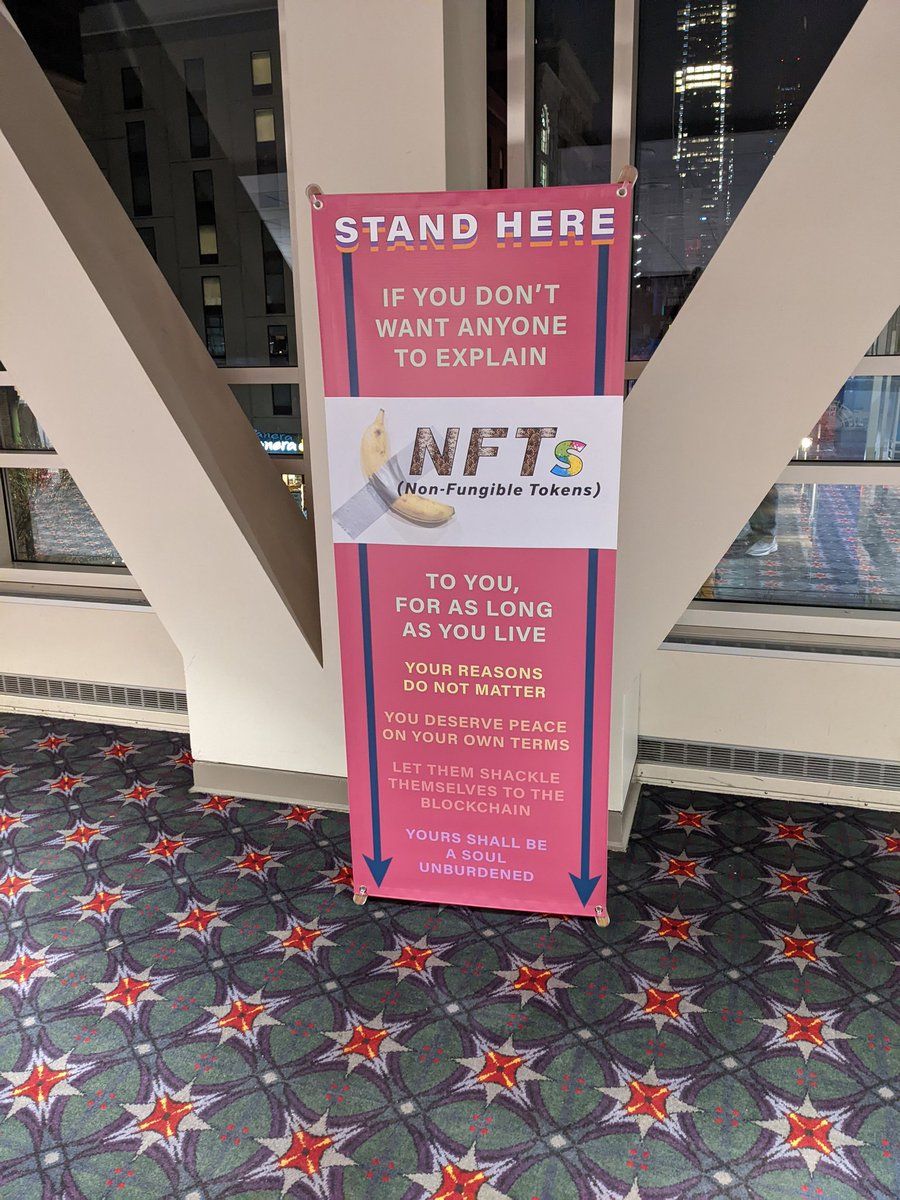 STAND HERE
IF YOU DON'T
WANT ANYONE
TO EXPLAIN
NFTs
(Non-Fungible Tokens)
TO YOU,
FOR AS LONG
AS YOU LIVE
YOUR REASONS
DO NOT MATTER
YOU DESERVE PEACE
ON YOUR OWN TERMS
LET THEM SHACKLE
THEMSELVES TO THE
BLOCKCHAIN
YOURS SHALL BE
A SOUL
UNBURDENED